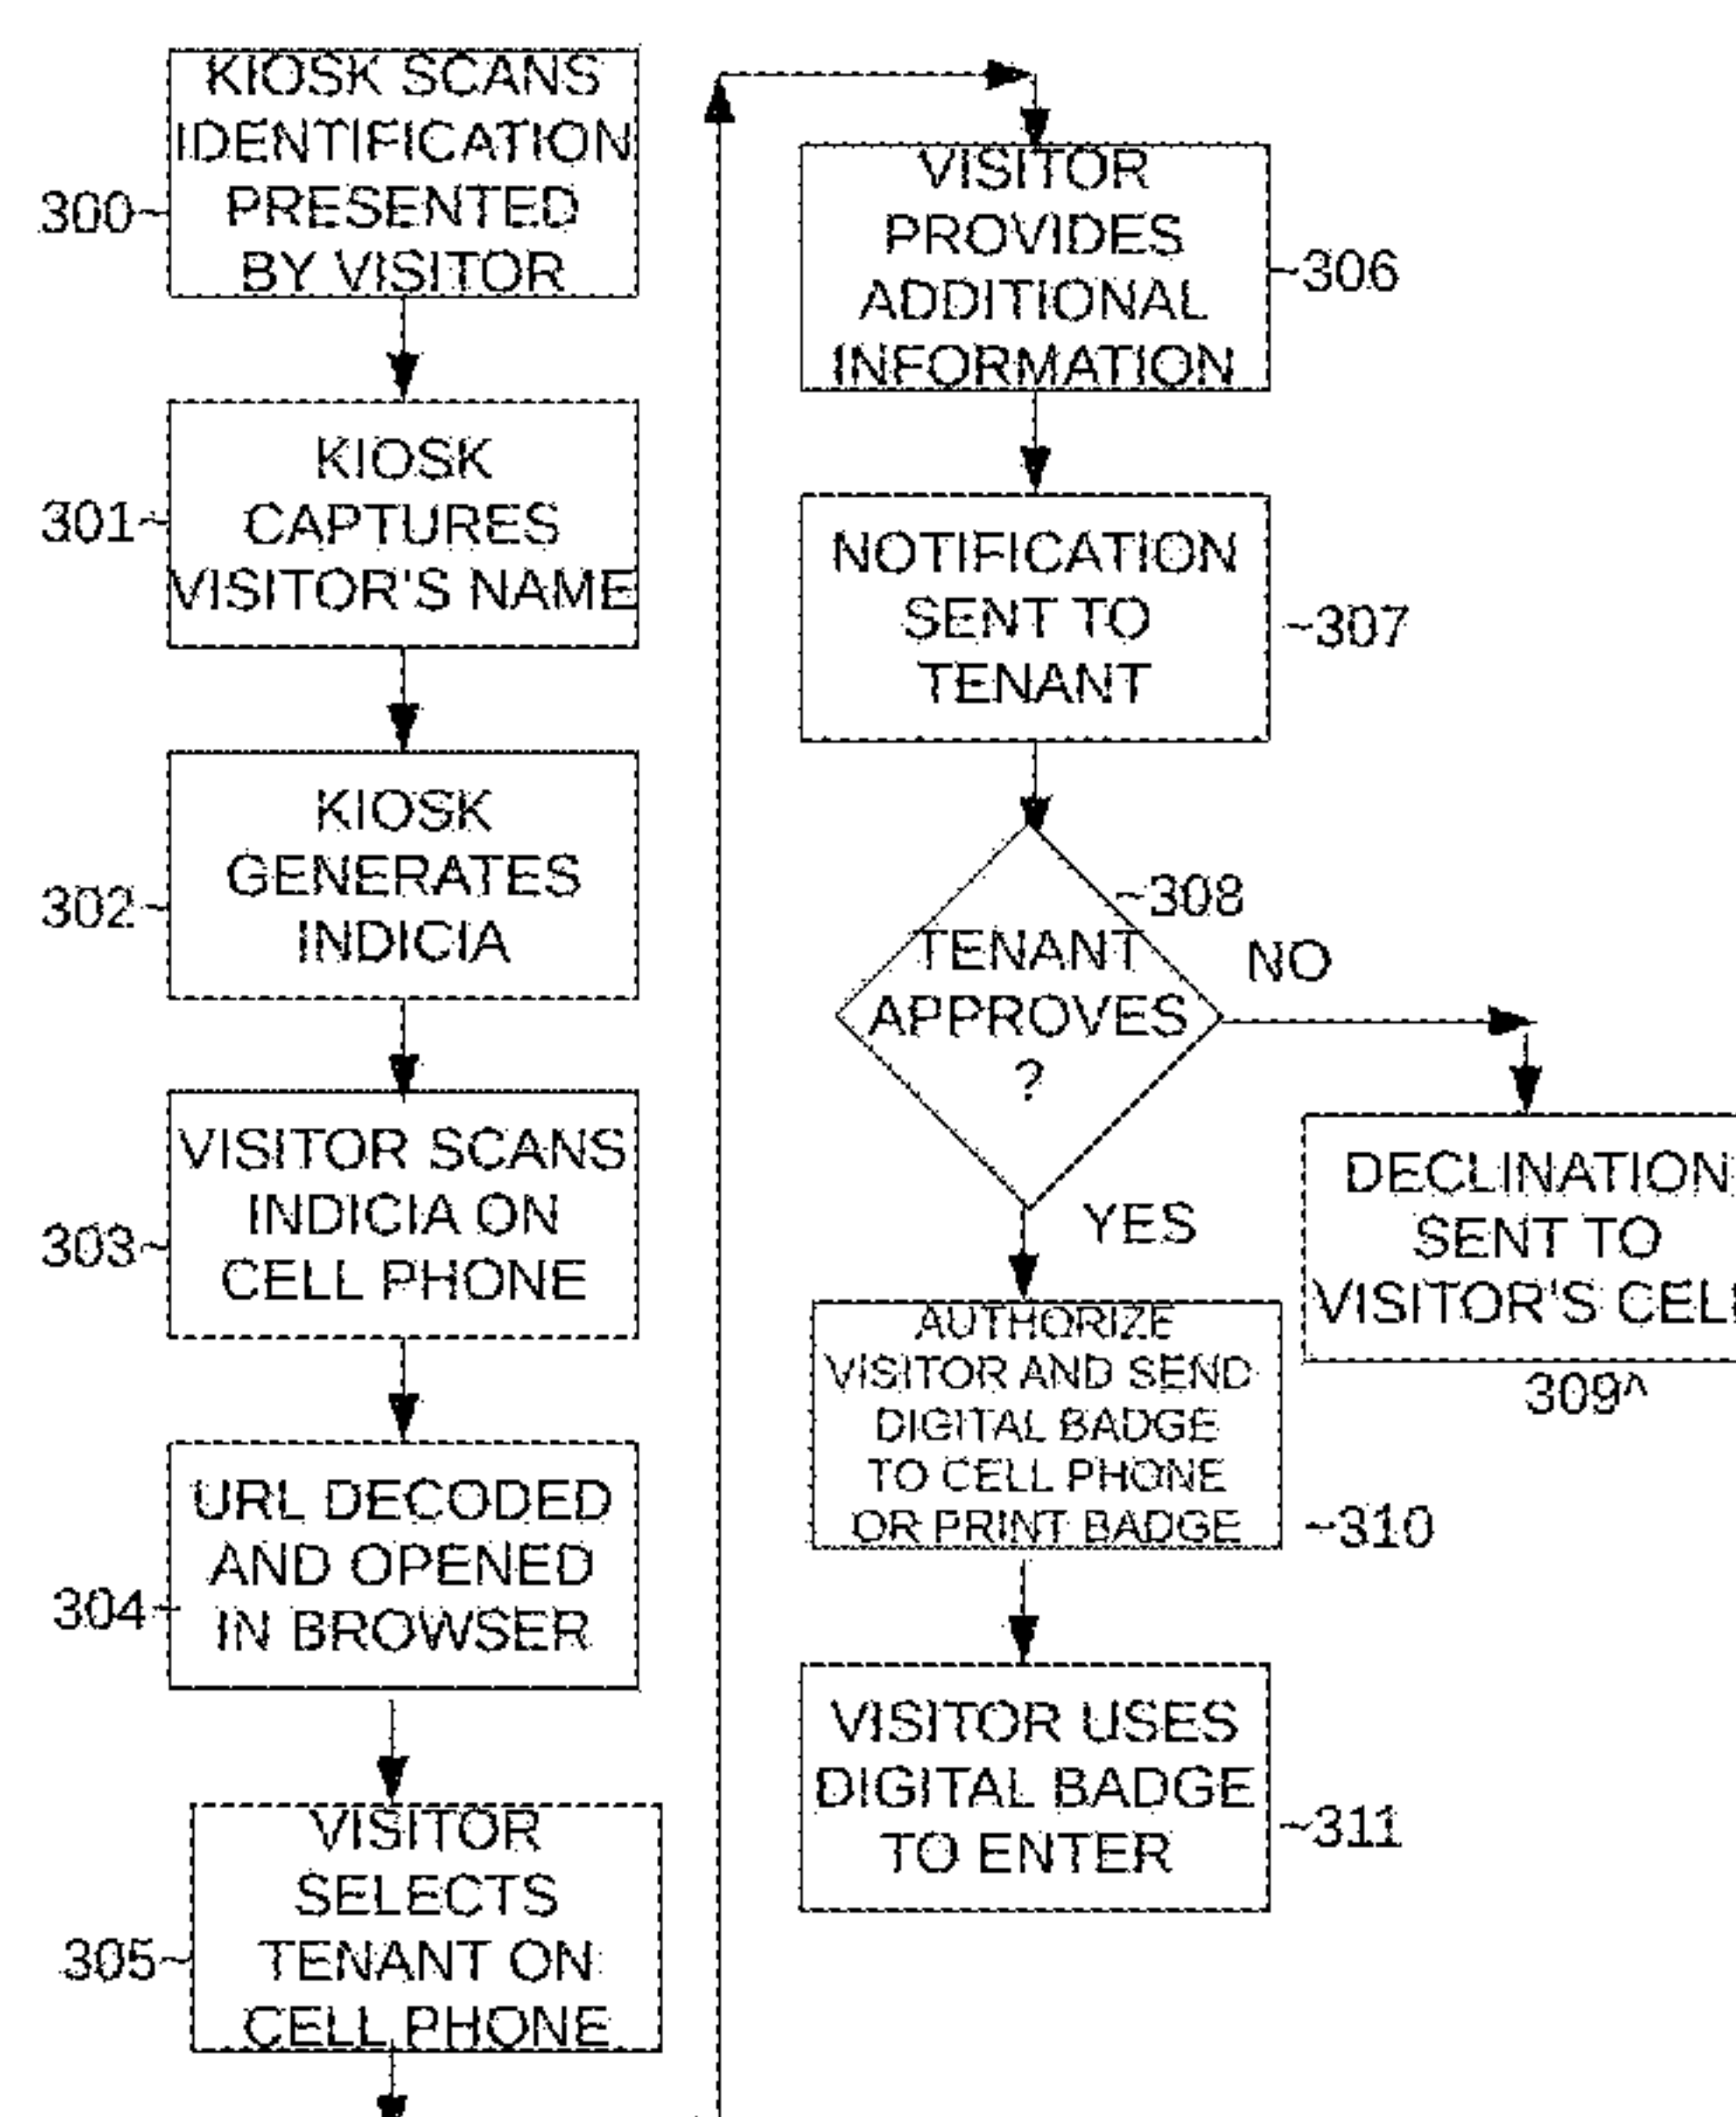 KIOSK SCANS
IDENTIFICATION
PRESENTED
BY VISITOR
300~
KIOSK
CAPTURES
VISITOR'S NAME
301~
KIOSK
GENERATES
INDICIA
302~
VISITOR SCANS
INDICIA ON
CELL PHONE
303~
URL DECODED
AND OPENED
IN BROWSER
304~
VISITOR
SELECTS
TENANT ON
CELL PHONE
305~
VISITOR
PROVIDES
ADDITIONAL
INFORMATION
~306
NOTIFICATION
SENT TO
TENANT
~307
TENANT
APPROVES
?
~308
NO
DECLINATION
SENT TO
VISITOR'S CELL
309^
YES
AUTHORIZE
VISITOR AND SEND
DIGITAL BADGE
TO CELL PHONE
OR PRINT BADGE
~310
VISITOR USES
DIGITAL BADGE
TO ENTER
~311